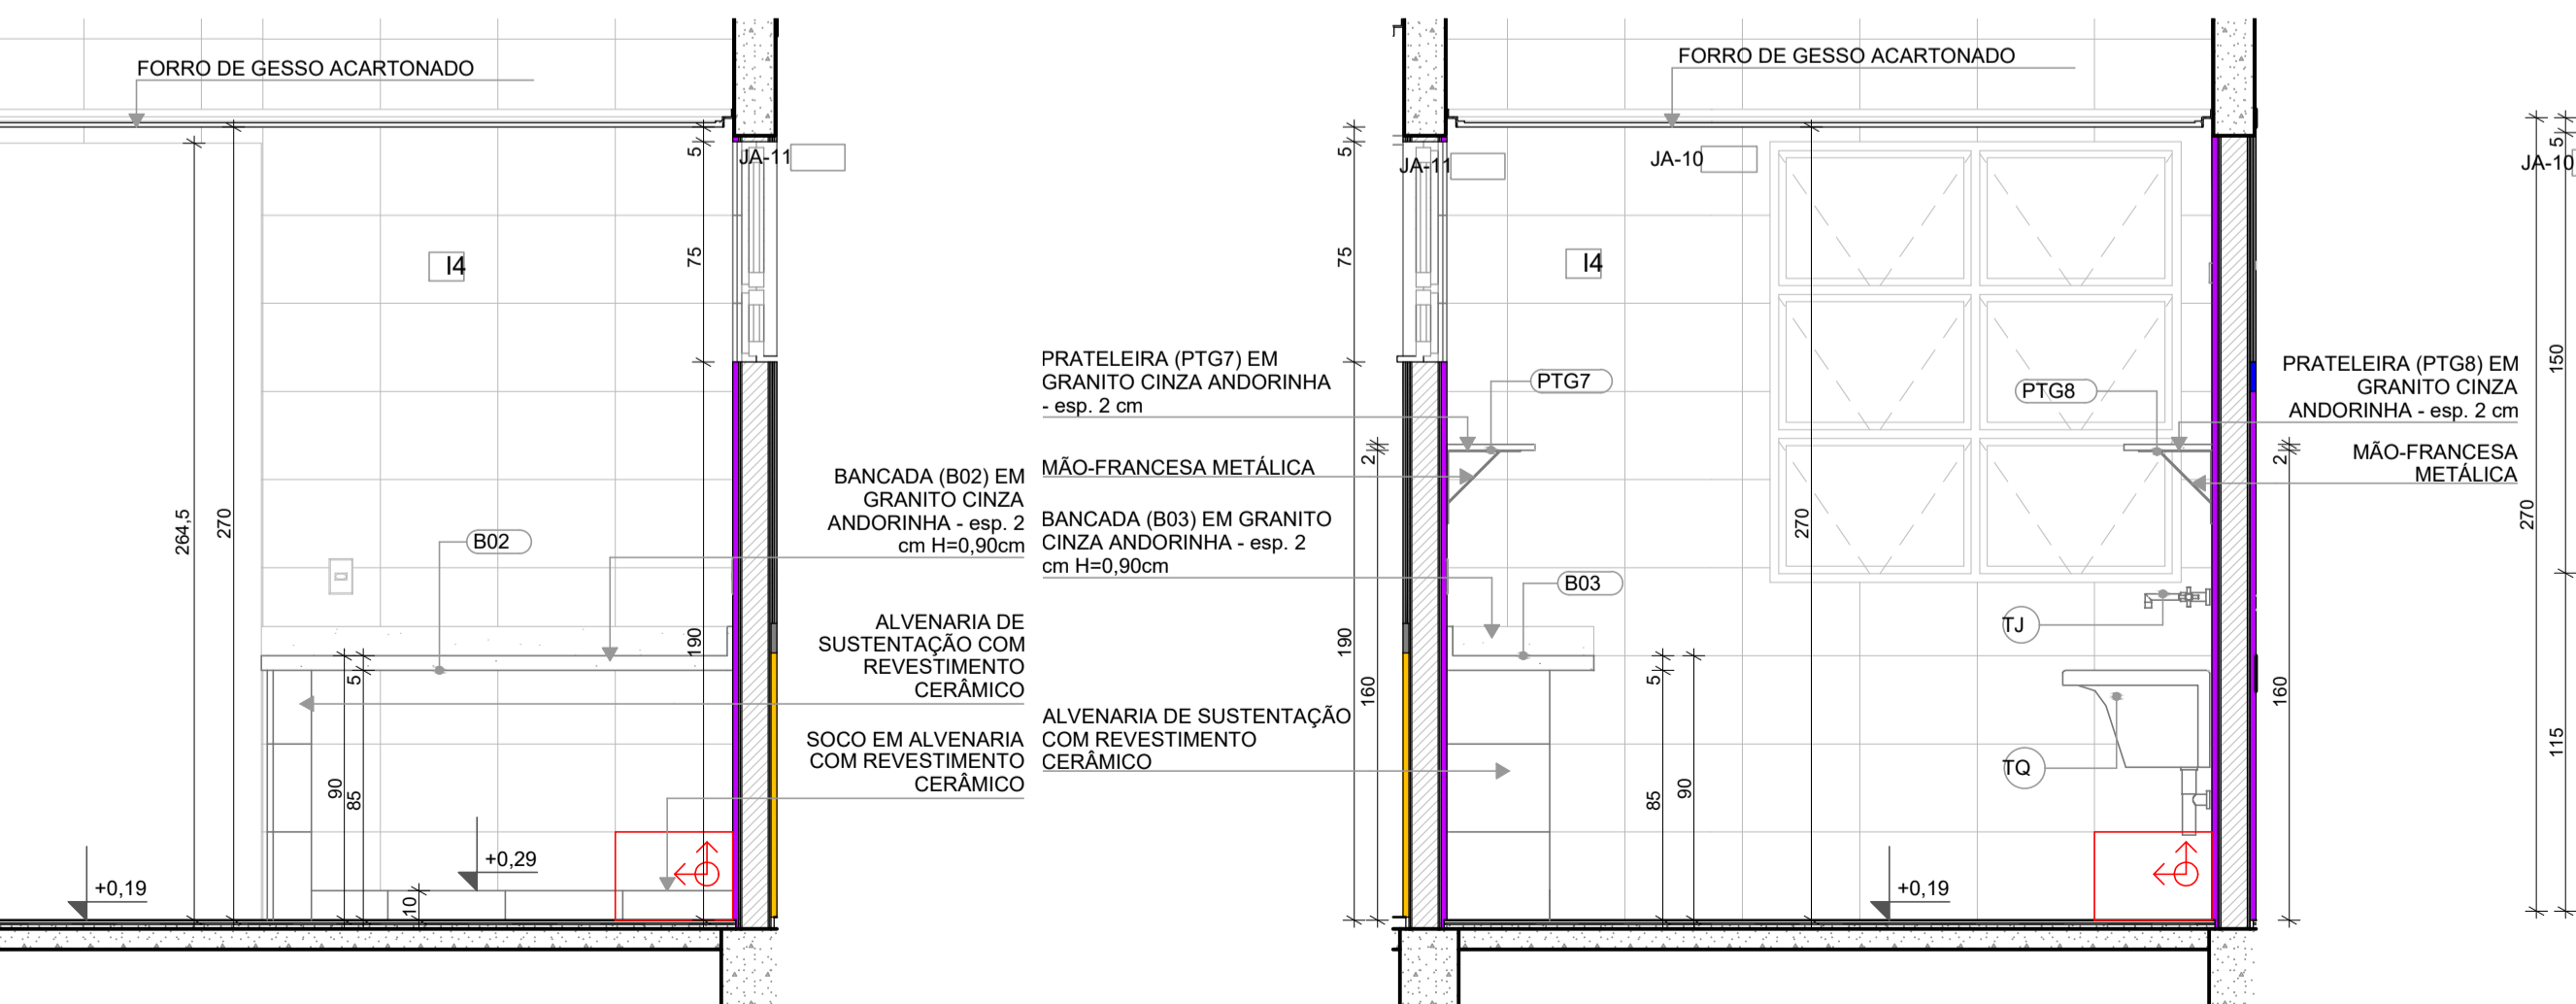 FORRO DE GESSO ACARTONADO
264,5
270
I4
B02
5
90
85
10
+0,19
+0,29
5
75
190
JA-11
BANCADA (B02) EM
GRANITO CINZA
ANDORINHA - esp. 2
cm H=0,90cm
ALVENARIA DE
SUSTENTAÇÃO COM
REVESTIMENTO
CERÂMICO
SOCO EM ALVENARIA
COM REVESTIMENTO
CERÂMICO
PRATELEIRA (PTG7) EM
GRANITO CINZA ANDORINHA
- esp. 2 cm
MÃO-FRANCESA METÁLICA
BANCADA (B03) EM GRANITO
CINZA ANDORINHA - esp. 2
cm H=0,90cm
ALVENARIA DE SUSTENTAÇÃO
COM REVESTIMENTO
CERÂMICO
5
75
190
2
160
FORRO DE GESSO ACARTONADO
JA-11
JA-10
I4
PTG7
B03
5
85
90
270
+0,19
PTG8
TJ
TQ
PRATELEIRA (PTG8) EM
GRANITO CINZA
ANDORINHA - esp. 2 cm
MÃO-FRANCESA
METÁLICA
2
160
270
JA-10
5
150
115